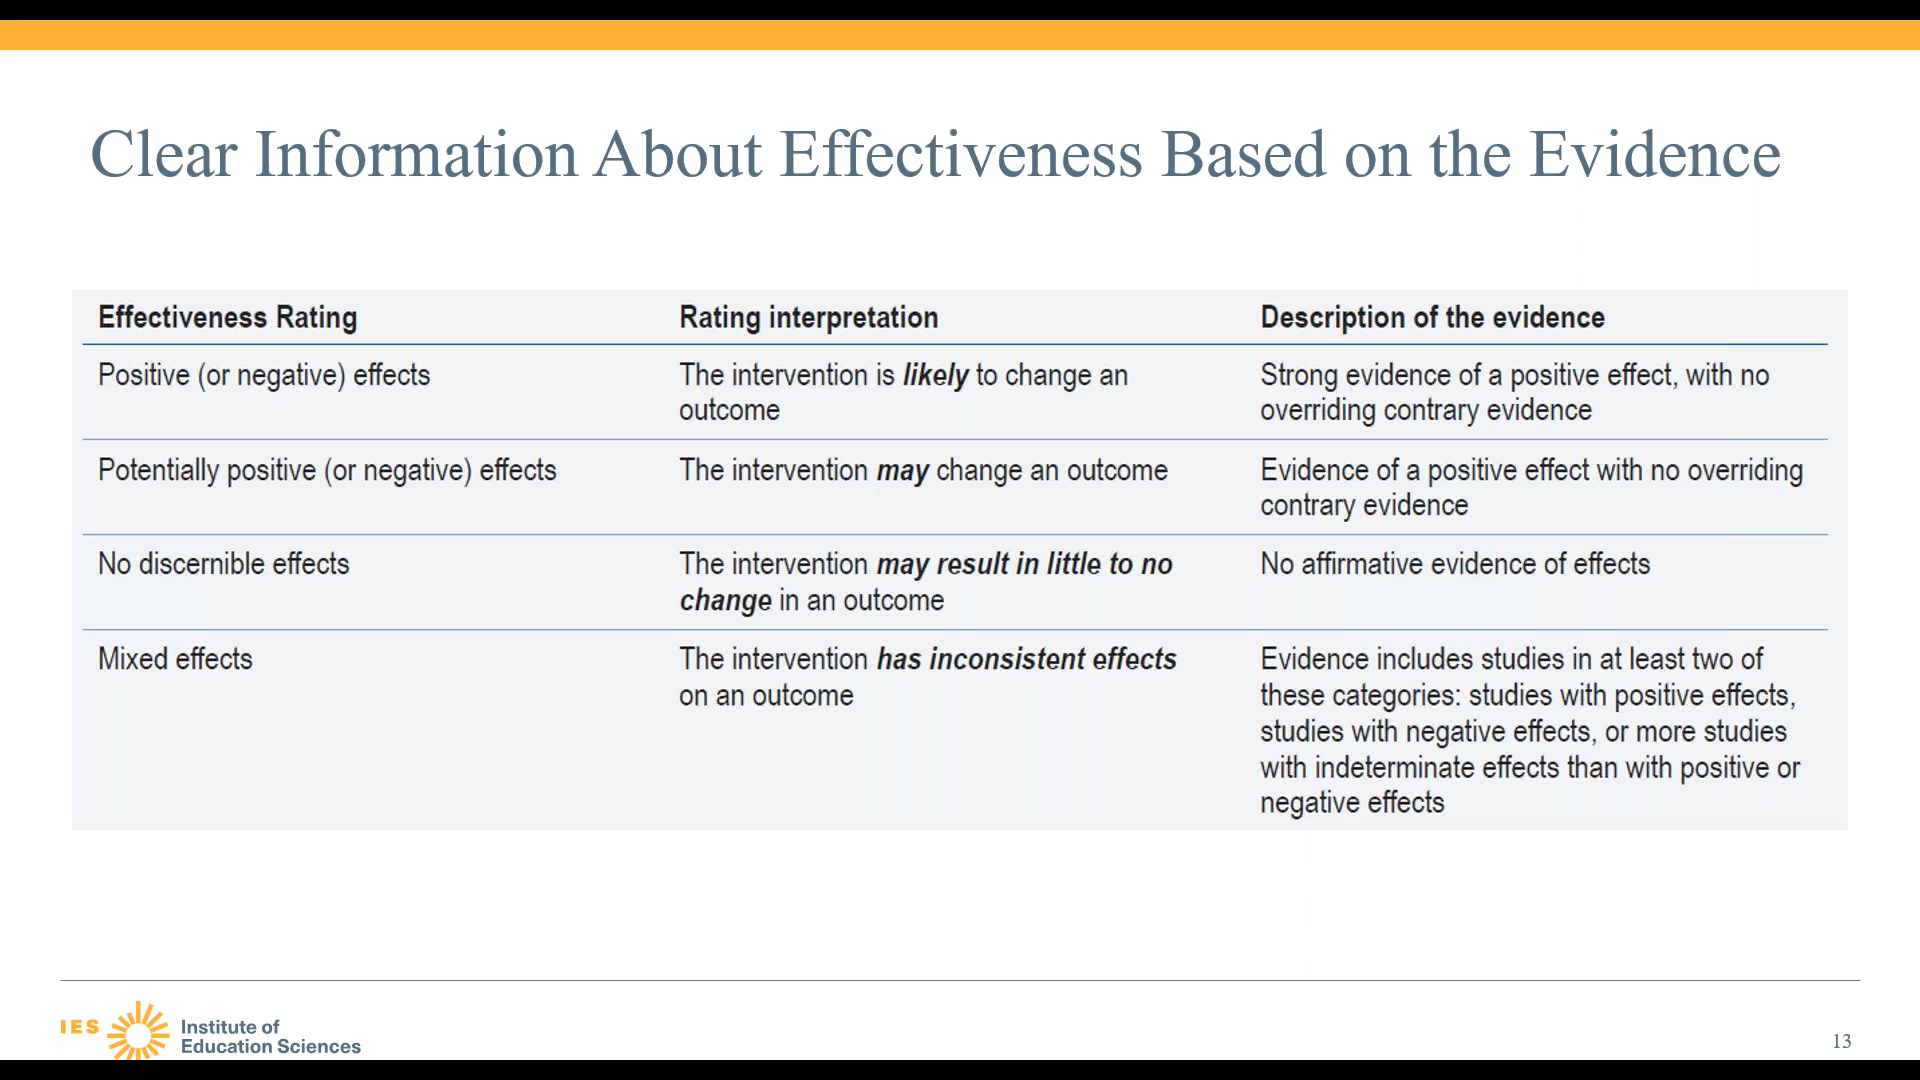 Clear Information About Effectiveness Based on the Evidence
Effectiveness Rating
Rating interpretation
Description of the evidence
Positive (or negative) effects
The intervention is likely to change an
outcome
Strong evidence of a positive effect, with no
overriding contrary evidence
Potentially positive (or negative) effects
The intervention may change an outcome
Evidence of a positive effect with no overriding
contrary evidence
No discernible effects
The intervention may result in little to no
change in an outcome
No affirmative evidence of effects
Mixed effects
The intervention has inconsistent effects
on an outcome
Evidence includes studies in at least two of
these categories: studies with positive effects,
studies with negative effects, or more studies
with indeterminate effects than with positive or
negative effects
IES
Institute of
Education Sciences
13